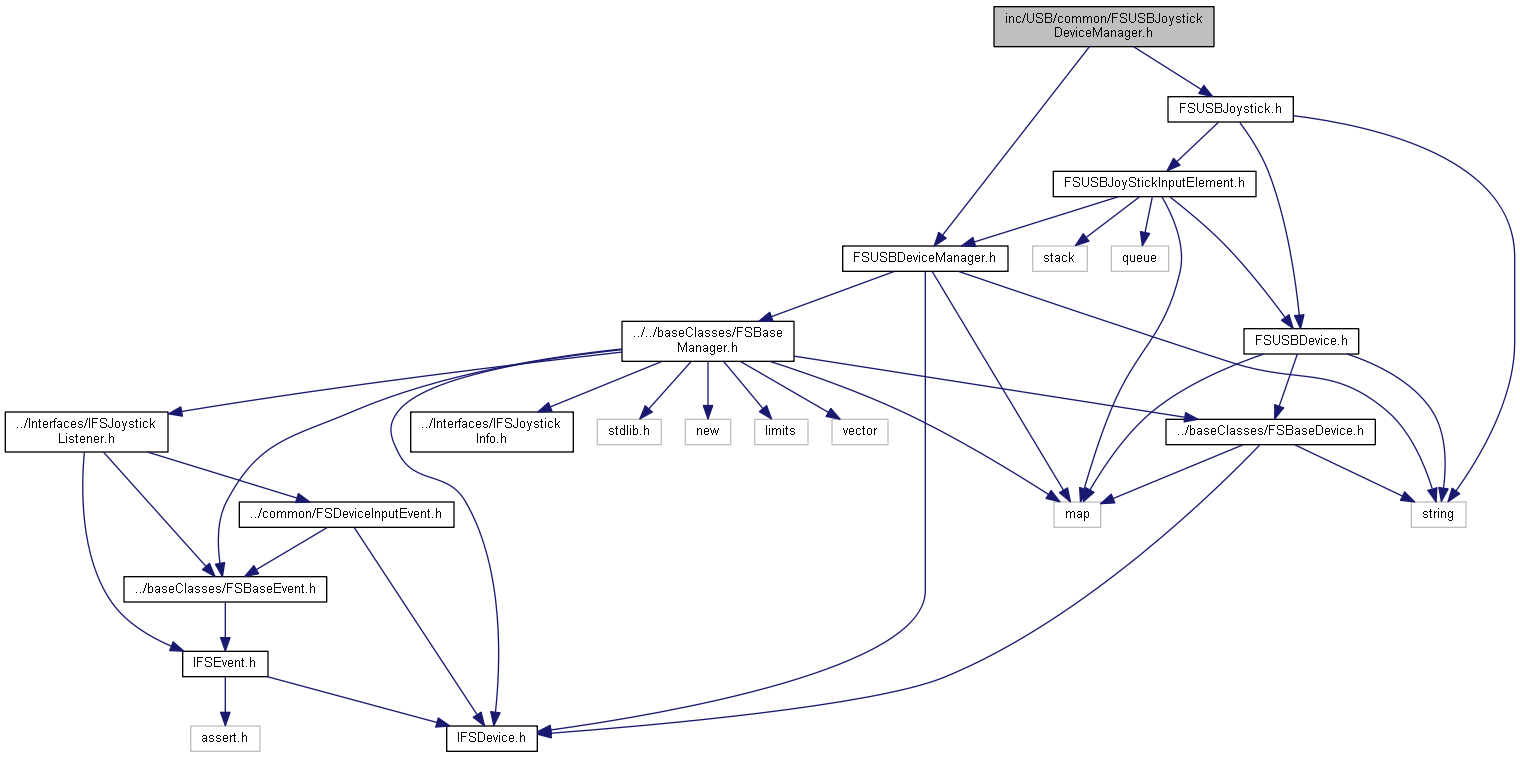 inc/USB/common/FSUSBJoystick
DeviceManager.h
FSUSBJoystick.h
FSUSBJoyStickInputElement.h
FSUSBDeviceManager.h
stack
queue
../../baseClasses/FSBase
Manager.h
FSUSBDevice.h
../Interfaces/IFSJoystick
Listener.h
../Interfaces/IFSJoystick
Info.h
stdlib.h
new
limits
vector
../baseClasses/FSBaseDevice.h
../common/FSDeviceInputEvent.h
map
string
../baseClasses/FSBaseEvent.h
IFSEvent.h
assert.h
IFSDevice.h